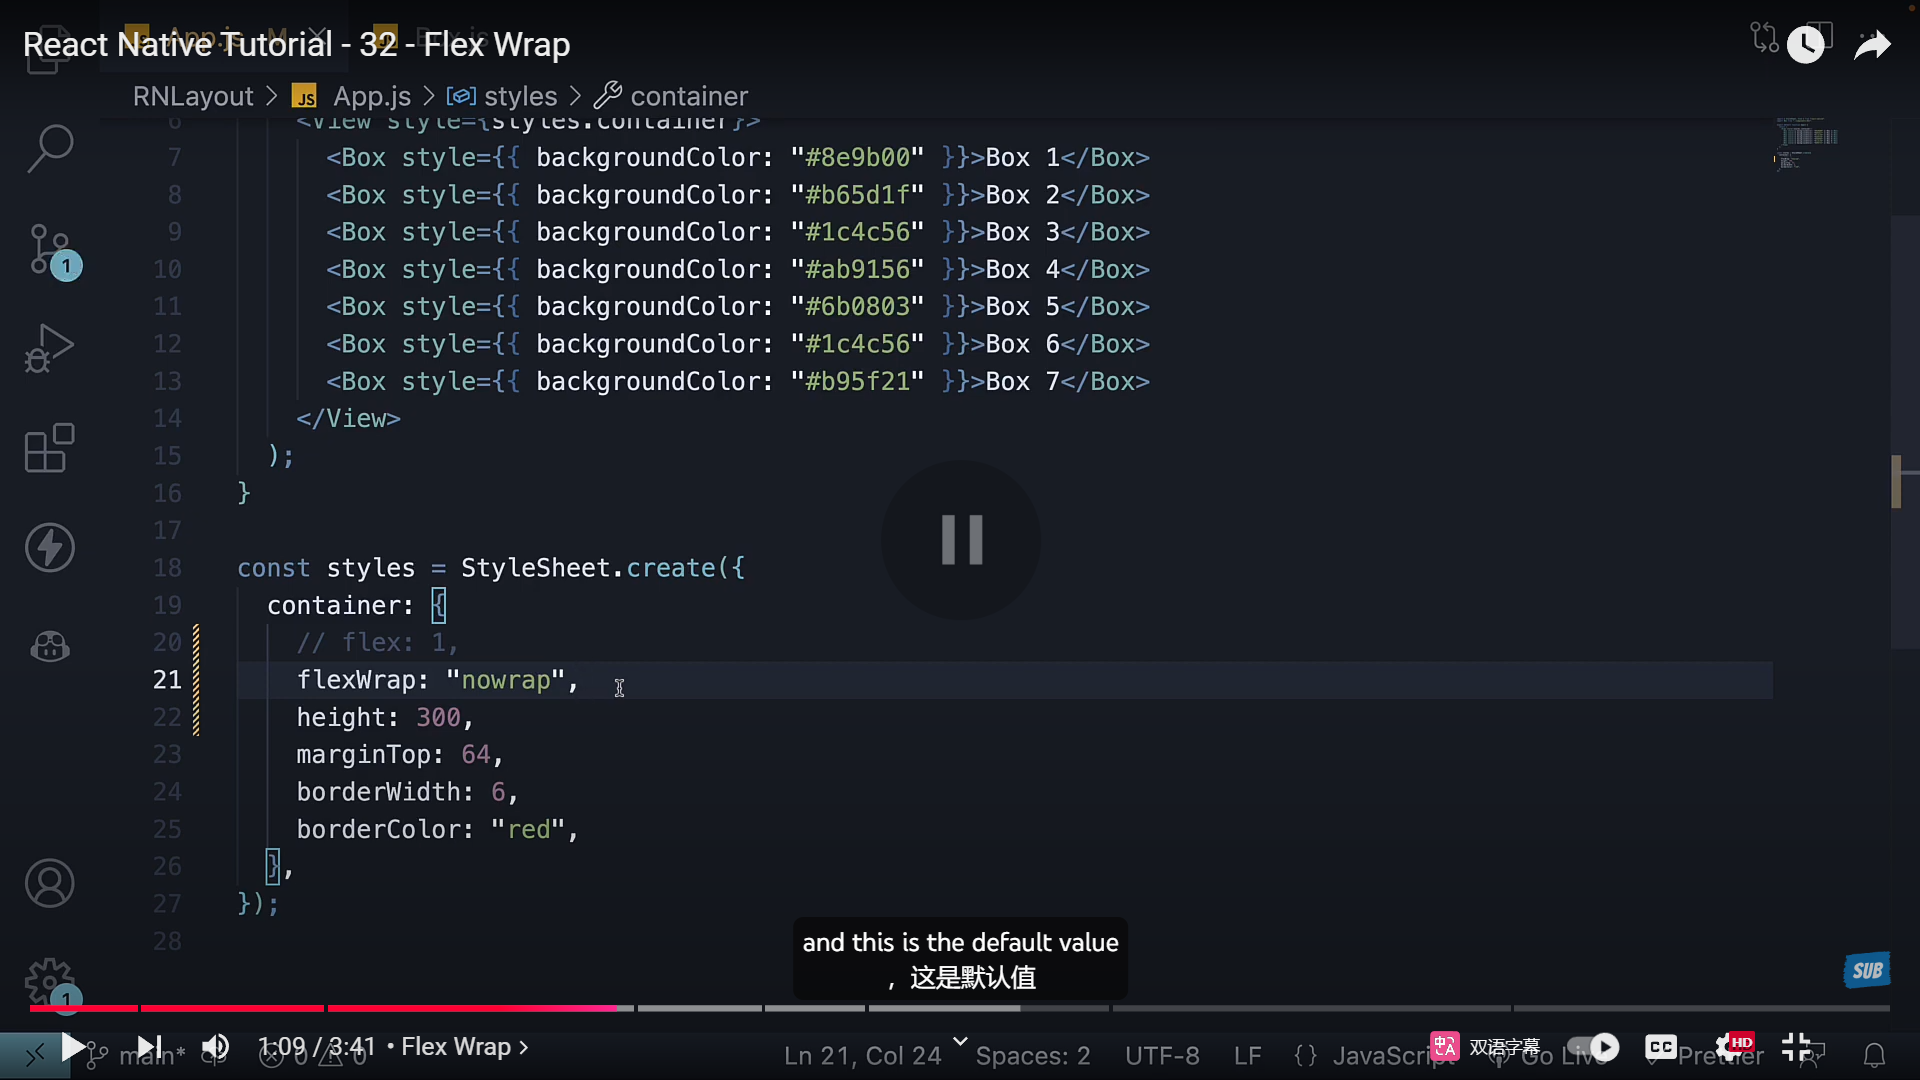 React Native Tutorial - 32 - Flex Wrap
RNLayout > JS App.js > styles > container
6 <View style={styles.container}>
7 <Box style={{ backgroundColor: "#8e9b00" }}>Box 1</Box>
8 <Box style={{ backgroundColor: "#b65d1f" }}>Box 2</Box>
9 <Box style={{ backgroundColor: "#1c4c56" }}>Box 3</Box>
10 <Box style={{ backgroundColor: "#ab9156" }}>Box 4</Box>
11 <Box style={{ backgroundColor: "#6b0803" }}>Box 5</Box>
12 <Box style={{ backgroundColor: "#1c4c56" }}>Box 6</Box>
13 <Box style={{ backgroundColor: "#b95f21" }}>Box 7</Box>
14 </View>
15 );
16 }
17
18 const styles = StyleSheet.create({
19 container: {
20 // flex: 1,
21 flexWrap: "nowrap",
22 height: 300,
23 marginTop: 64,
24 borderWidth: 6,
25 borderColor: "red",
26 },
27 });
28
1
1
and this is the default value
，这是默认值
SUB
1:09 / 3:41 • Flex Wrap >
main* 0 0
Ln 21, Col 24 Spaces: 2 UTF-8 LF {} JavaScript Go Live Prettier
双语字幕 CC HD